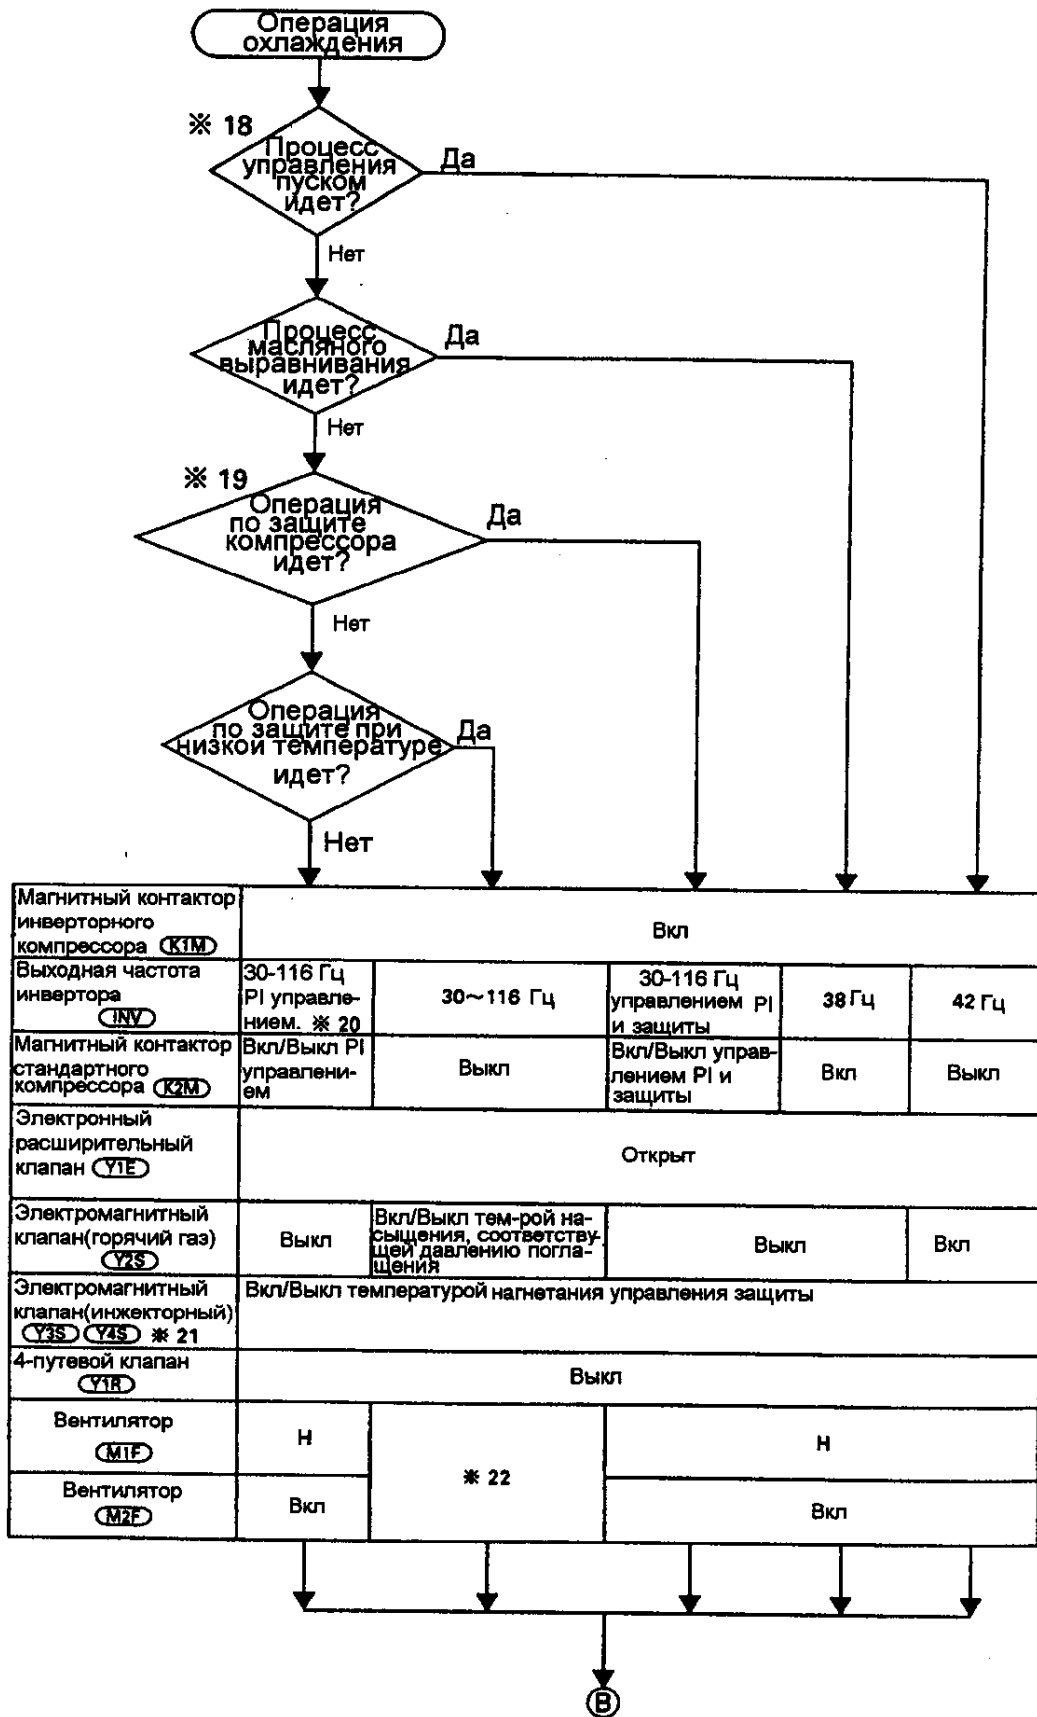 Операция
охлаждения
※ 18
Процесс
управления
пуском
идет?
Да
Нет
Процесс
масляного
выравнивания
идет?
Да
Нет
※ 19
Операция
по защите
компрессора
идет?
Да
Нет
Операция
по защите при
низкой температуре
идет?
Да
Нет
Магнитный контактор
инверторного
компрессора K1M
Вкл
Выходная частота
инвертора
INV
30-116 Гц
PI управле-
нием. ※ 20
30~116 Гц
30-116 Гц
управлением PI
и защиты
38 Гц
42 Гц
Магнитный контактор
стандартного
компрессора K2M
Вкл/Выкл PI
управлени-
ем
Выкл
Вкл/Выкл управ-
лением PI и
защиты
Вкл
Выкл
Электронный
расширительный
клапан Y1E
Открыт
Электромагнитный
клапан(горячий газ)
Y2S
Выкл
Вкл/Выкл тем-рой на-
сыщения, соответству-
щей давлению погла-
щения
Выкл
Вкл
Электромагнитный
клапан(инжекторный)
Y3S Y4S ※ 21
Вкл/Выкл температурой нагнетания управления защиты
4-путевой клапан
Y1R
Выкл
Вентилятор
M1F
H
※ 22
H
Вентилятор
M2F
Вкл
Вкл
B